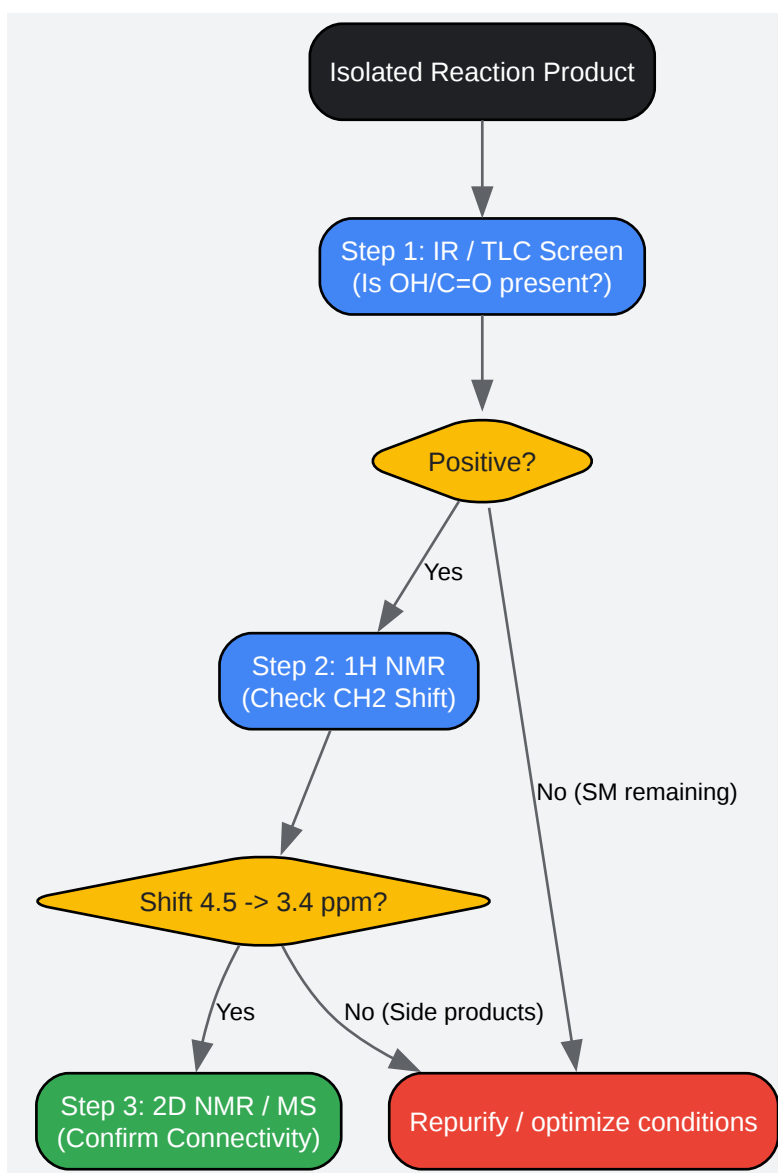 Isolated Reaction Product
Step 1: IR / TLC Screen
(Is OH/C=O present?)
Positive?
Yes
Step 2: 1H NMR
(Check CH2 Shift)
No (SM remaining)
Shift 4.5 -> 3.4 ppm?
Yes
No (Side products)
Step 3: 2D NMR / MS
(Confirm Connectivity)
Repurify / optimize conditions